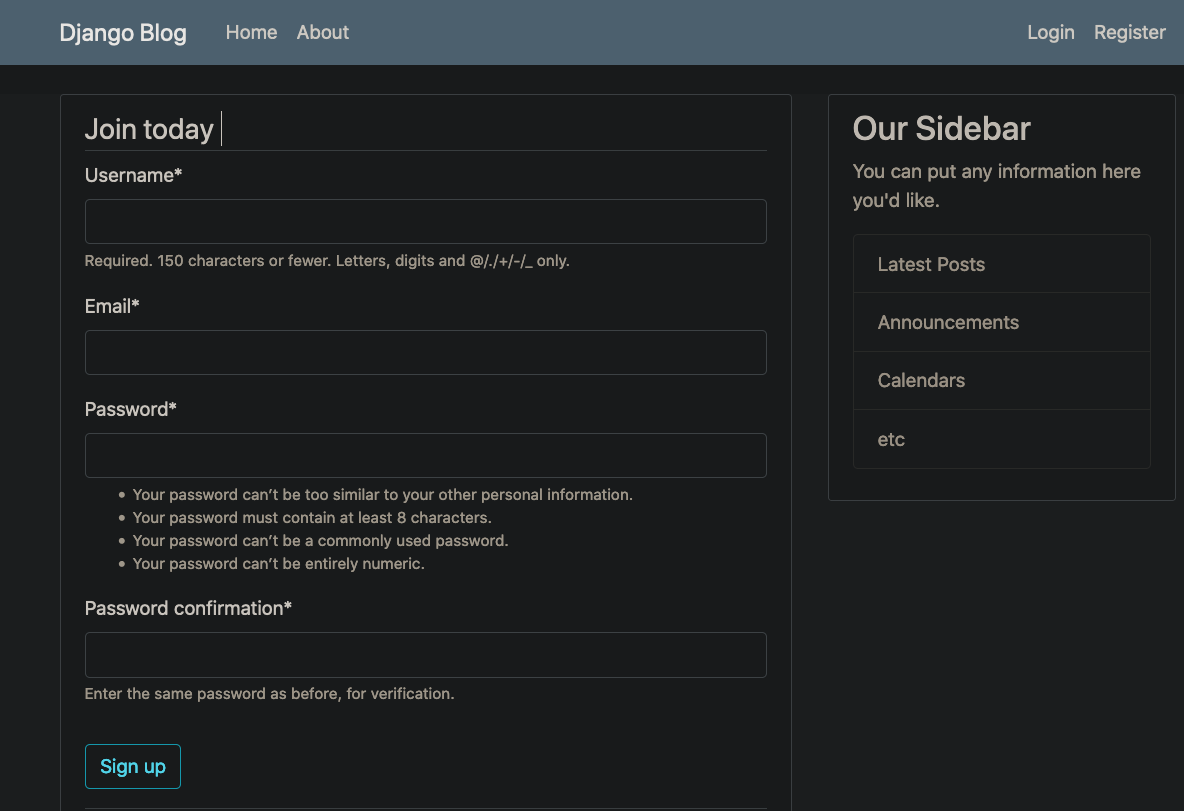 Django Blog Home About Login Register
Join today
Username*
Required. 150 characters or fewer. Letters, digits and @/./+/-/_ only.
Email*
Password*
Your password can’t be too similar to your other personal information.
Your password must contain at least 8 characters.
Your password can’t be a commonly used password.
Your password can’t be entirely numeric.
Password confirmation*
Enter the same password as before, for verification.
Sign up
Our Sidebar
You can put any information here
you'd like.
Latest Posts
Announcements
Calendars
etc